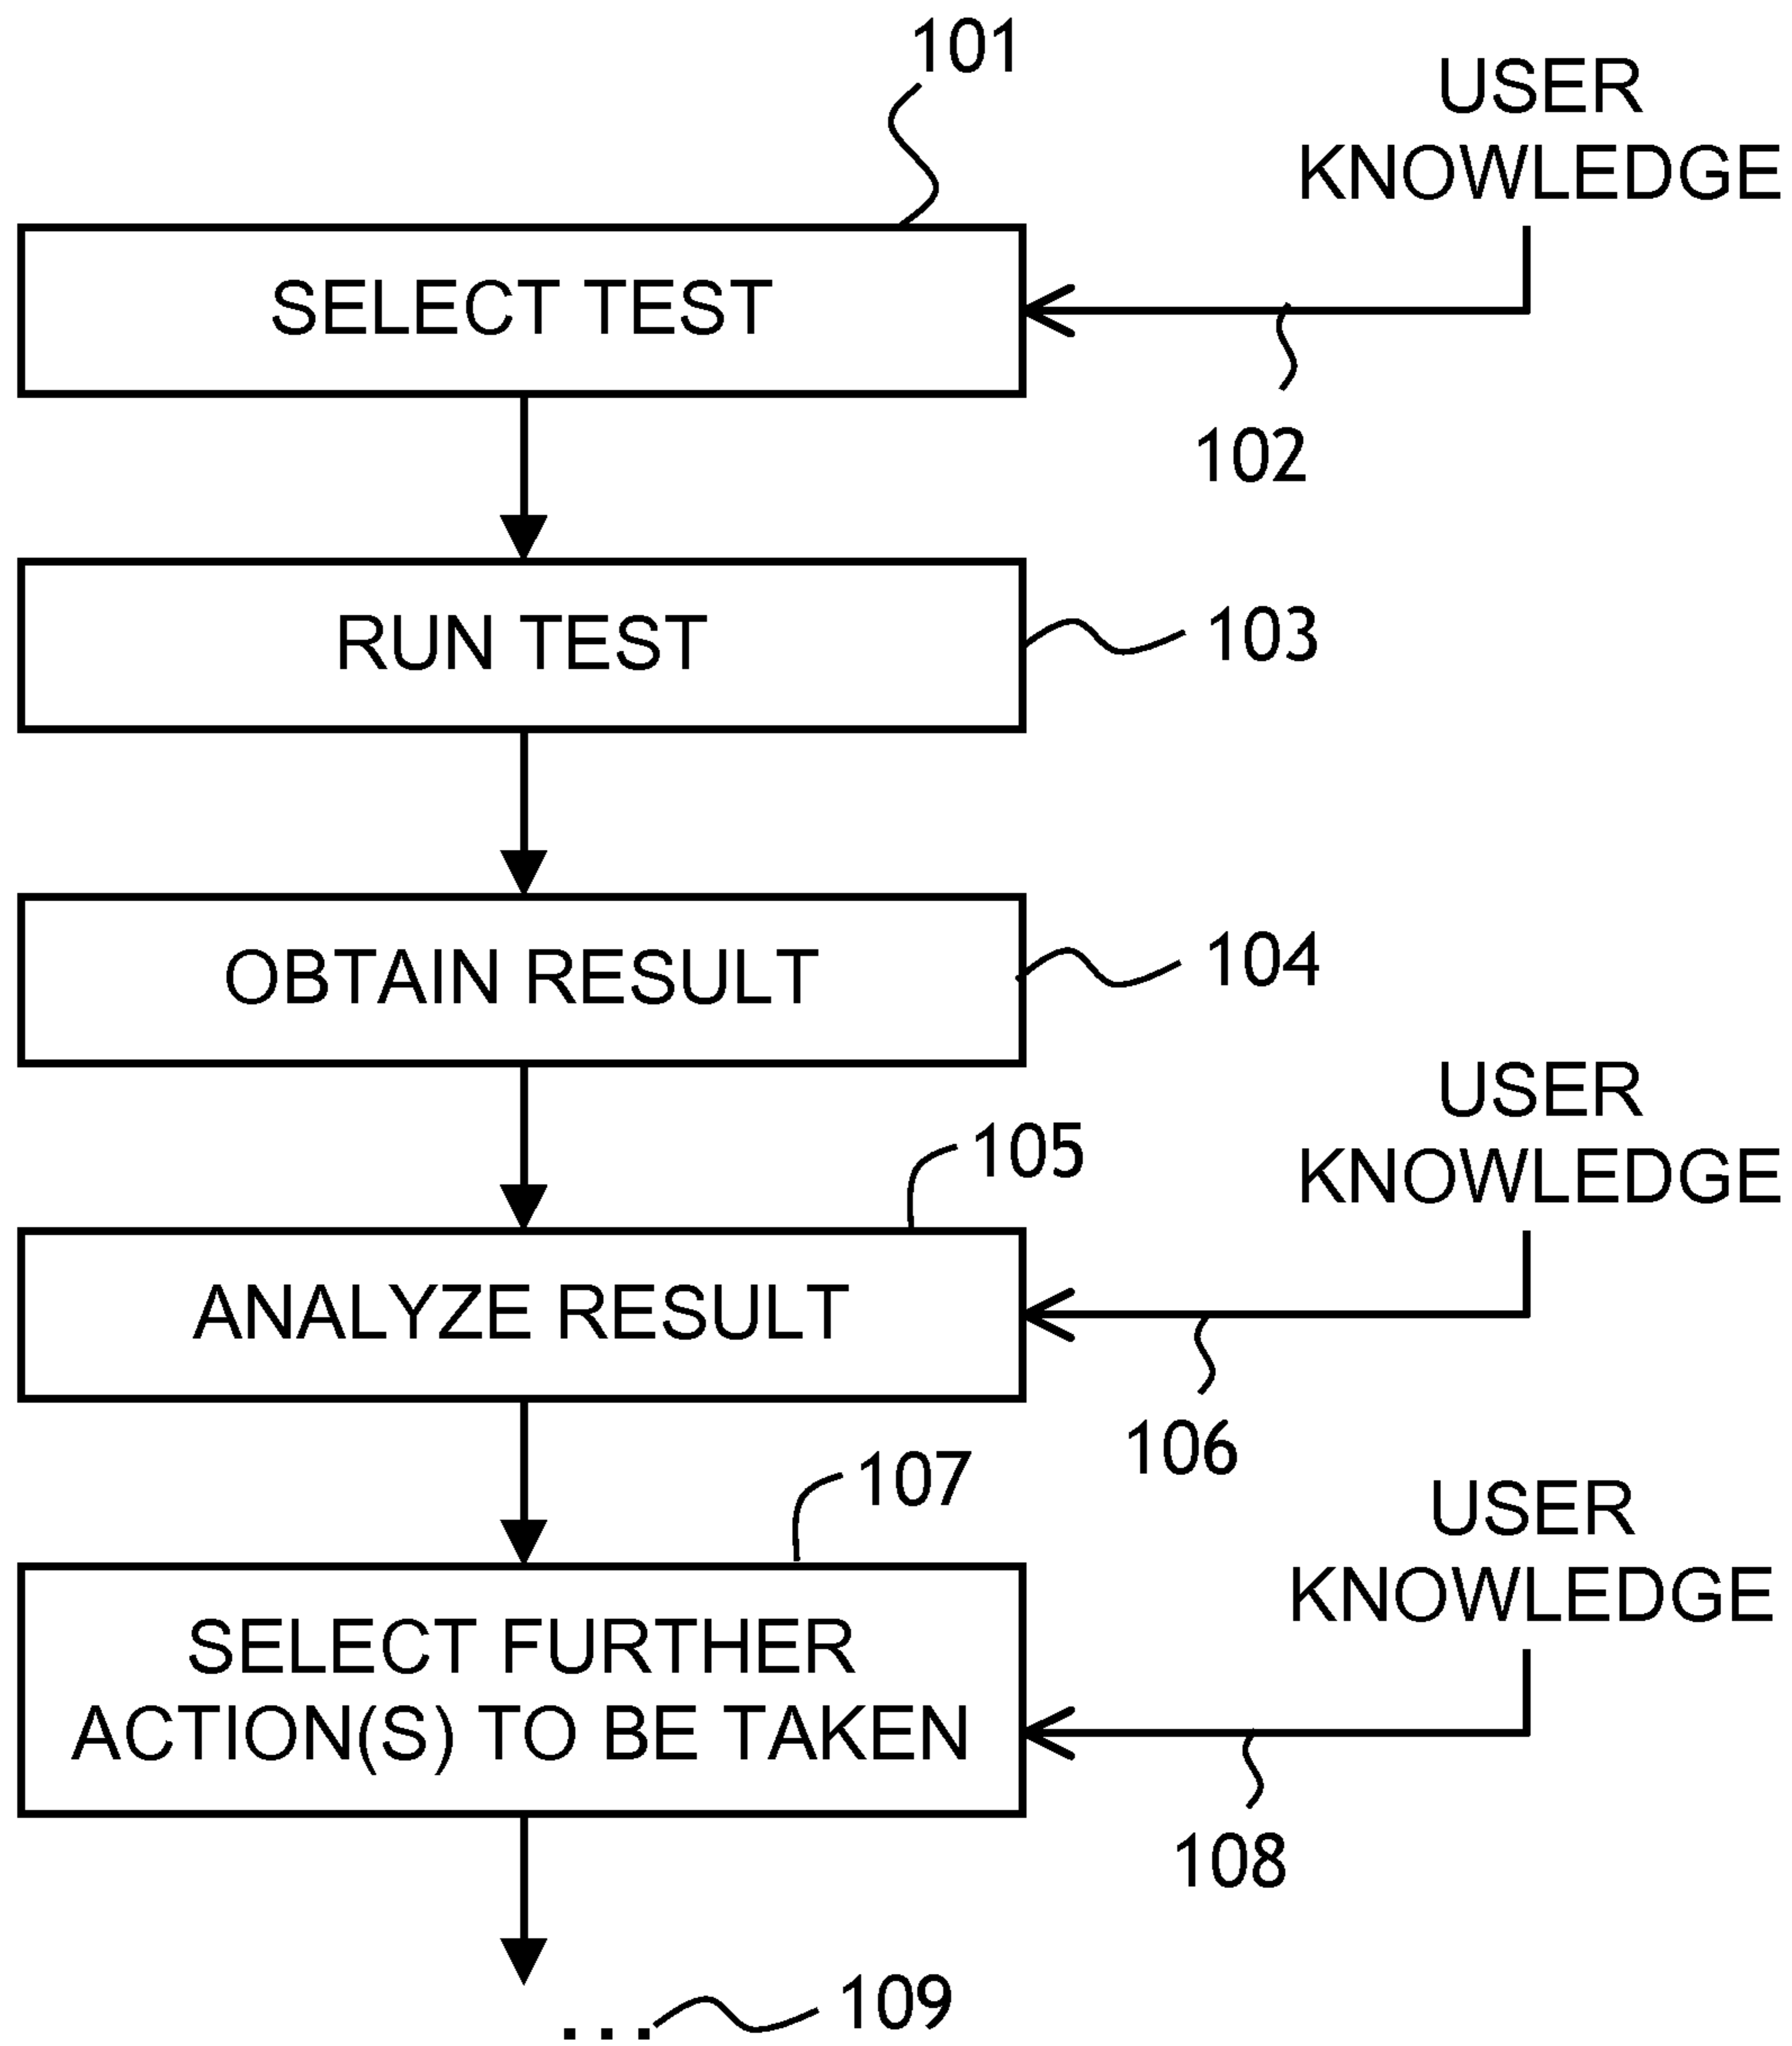 101
USER
KNOWLEDGE
SELECT TEST
102
RUN TEST
103
OBTAIN RESULT
104
USER
KNOWLEDGE
105
ANALYZE RESULT
106
107
USER
KNOWLEDGE
SELECT FURTHER
ACTION(S) TO BE TAKEN
108
... 109